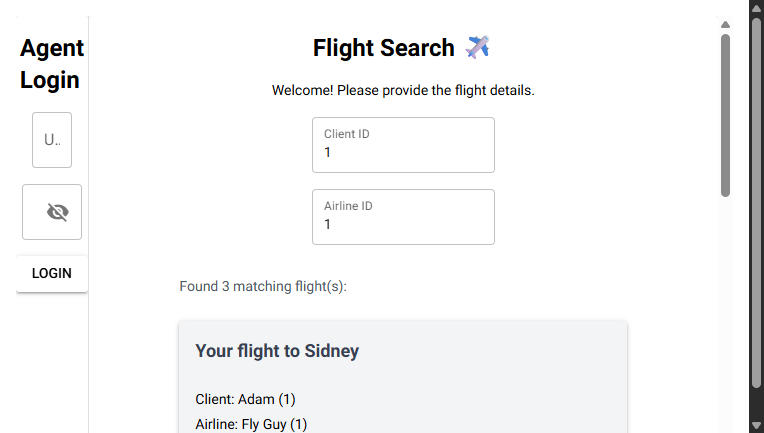 Agent
Login
U..
LOGIN
Flight Search
Welcome! Please provide the flight details.
Client ID
1
Airline ID
1
Found 3 matching flight(s):
Your flight to Sidney
Client: Adam (1)
Airline: Fly Guy (1)